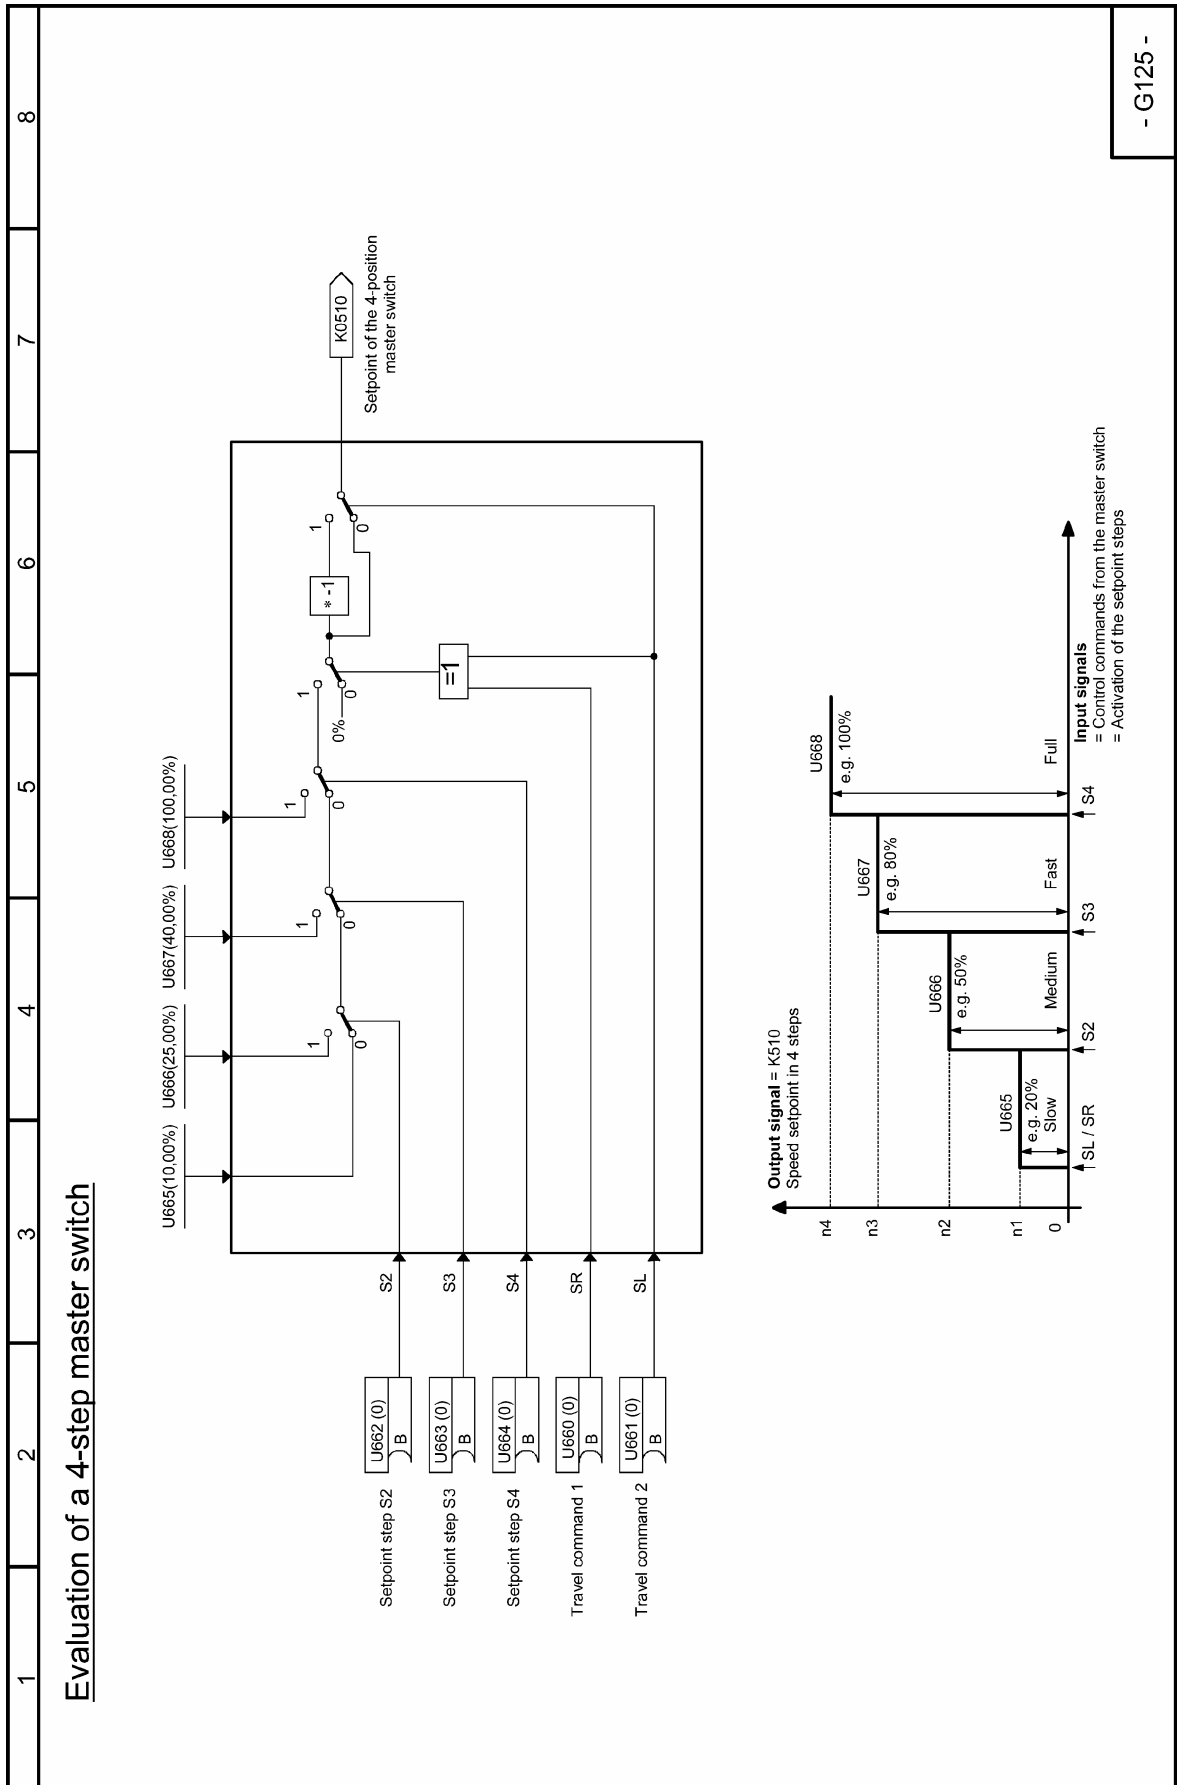 Evaluation of a 4-step master switch
U665(10,00%)
U666(25,00%)
U667(40,00%)
U668(100,00%)
1
0
1
0
1
0
0%
1
0
* -1
1
0
=1
K0510
Setpoint of the 4-position
master switch
Setpoint step S2
U662 (0)
B
S2
Setpoint step S3
U663 (0)
B
S3
Setpoint step S4
U664 (0)
B
S4
Travel command 1
U660 (0)
B
SR
Travel command 2
U661 (0)
B
SL
Output signal = K510
Speed setpoint in 4 steps
n4
n3
n2
n1
0
U665
e.g. 20%
Slow
U666
e.g. 50%
Medium
U667
e.g. 80%
Fast
U668
e.g. 100%
Full
SL / SR
S2
S3
S4
Input signals
= Control commands from the master switch
= Activation of the setpoint steps
1
2
3
4
5
6
7
8
- G125 -